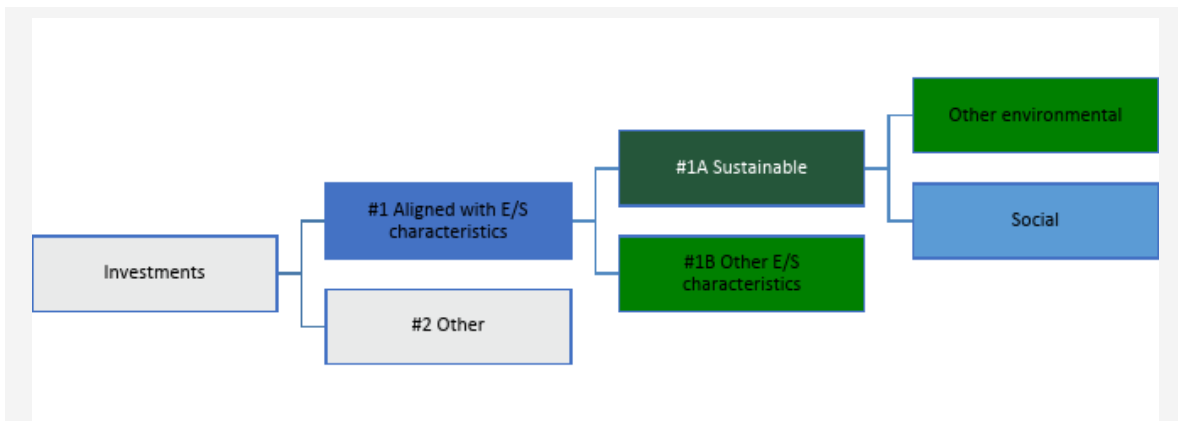 Other environmental
#1A Sustainable
#1 Aligned with E/S
characteristics
Social
Investments
#1B Other E/S
characteristics
#2 Other